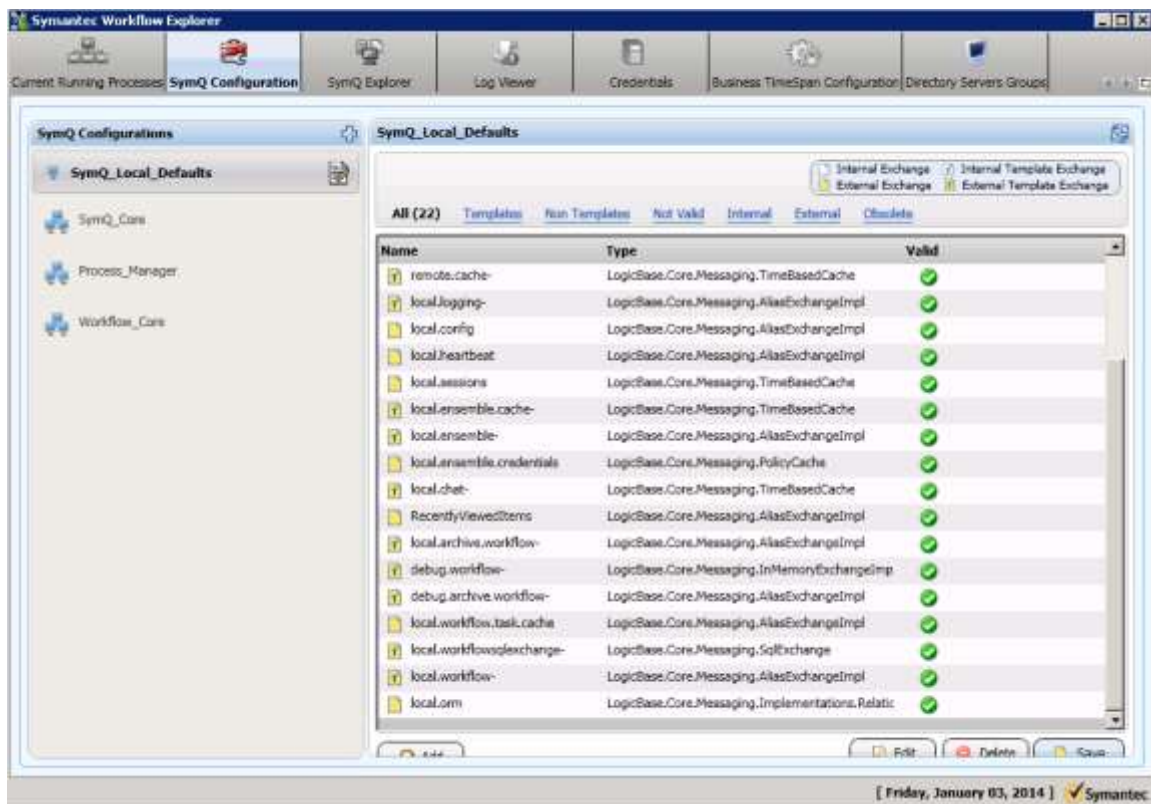 Symantec Workflow Explorer
Current Running Processes SymQ Configuration SymQ Explorer Log Viewer Credentials Business TimeSpan Configuration Directory Servers Groups
SymQ Configurations
SymQ_Local_Defaults
SymQ_Core
Process_Manager
Workflow_Core
SymQ_Local_Defaults
Internal Exchange Internal Template Exchange
External Exchange External Template Exchange
All (22) Templates Non Templates Not Valid Internal External Obsolete
Name Type Valid
remote.cache- LogicBase.Core.Messaging.TimeBasedCache
local.logging- LogicBase.Core.Messaging.AliasExchangeImpl
local.config LogicBase.Core.Messaging.AliasExchangeImpl
local.heartbeat LogicBase.Core.Messaging.AliasExchangeImpl
local.sessions LogicBase.Core.Messaging.TimeBasedCache
local.ensemble.cache- LogicBase.Core.Messaging.TimeBasedCache
local.ensemble- LogicBase.Core.Messaging.AliasExchangeImpl
local.ensemble.credentials LogicBase.Core.Messaging.PolicyCache
local.chat- LogicBase.Core.Messaging.TimeBasedCache
RecentlyViewedItems LogicBase.Core.Messaging.AliasExchangeImpl
local.archive.workflow- LogicBase.Core.Messaging.AliasExchangeImpl
debug.workflow- LogicBase.Core.Messaging.InMemoryExchangeImp
debug.archive.workflow- LogicBase.Core.Messaging.AliasExchangeImpl
local.workflow.task.cache LogicBase.Core.Messaging.AliasExchangeImpl
local.workflowsqlexchange- LogicBase.Core.Messaging.SqlExchange
local.workflow- LogicBase.Core.Messaging.AliasExchangeImpl
local.orm LogicBase.Core.Messaging.Implementations.Relatic
Add Edit Delete Save
[ Friday, January 03, 2014 ] Symantec